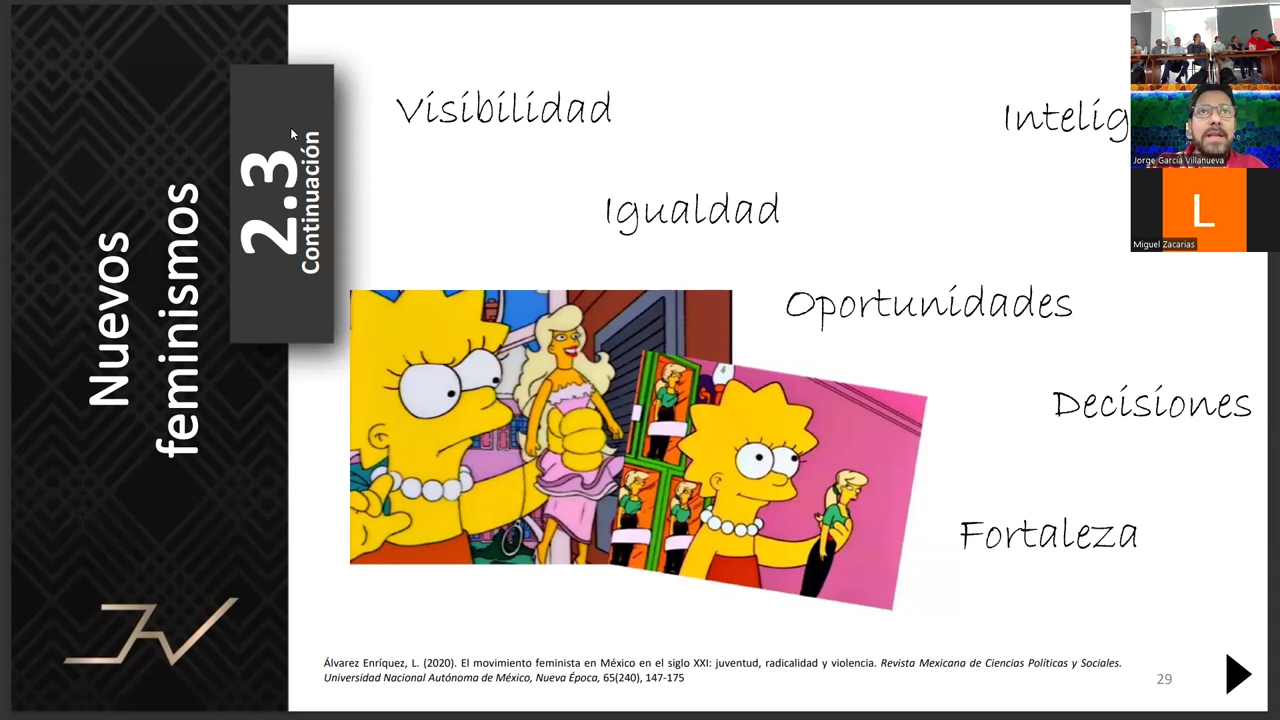 Nuevos
feminismos
2.3
Continuación
Visibilidad
Intelig
Igualdad
Oportunidades
Decisiones
Fortaleza
Jorge García Villanueva
L
Miguel Zacarias
Álvarez Enríquez, L. (2020). El movimiento feminista en México en el siglo XXI: juventud, radicalidad y violencia. Revista Mexicana de Ciencias Políticas y Sociales.
Universidad Nacional Autónoma de México, Nueva Época, 65(240), 147-175
29